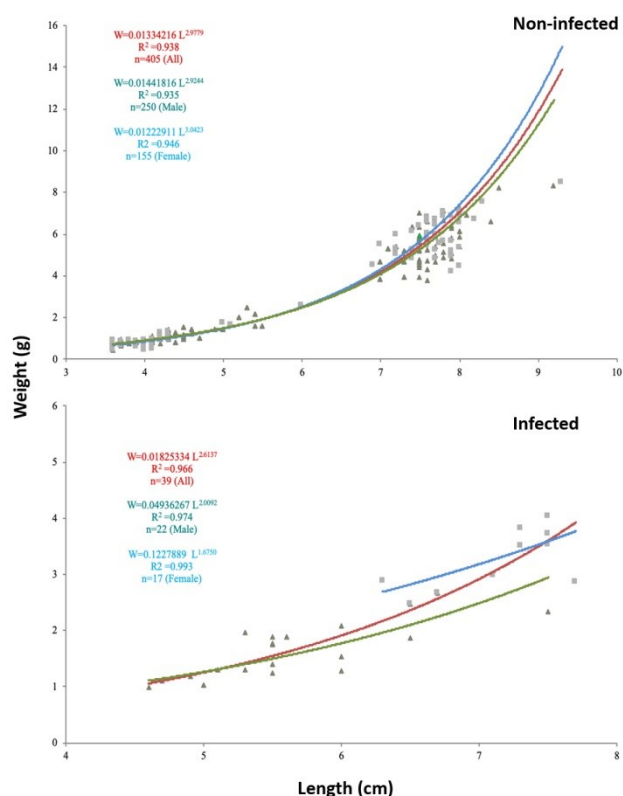 Non-infected
W=0.01334216 L2.9779
R2 =0.938
n=405 (All)
W=0.01441816 L2.9244
R2 =0.935
n=250 (Male)
W=0.01222911 L3.0423
R2 =0.946
n=155 (Female)
16
14
12
10
8
6
4
2
0
3 4 5 6 7 8 9 10
Weight (g)
Infected
W=0.01825334 L2.6137
R2 =0.966
n=39 (All)
W=0.04936267 L2.0092
R2 =0.974
n=22 (Male)
W=0.1227889 L1.6750
R2 =0.993
n=17 (Female)
6
5
4
3
2
1
0
4 5 6 7 8
Length (cm)